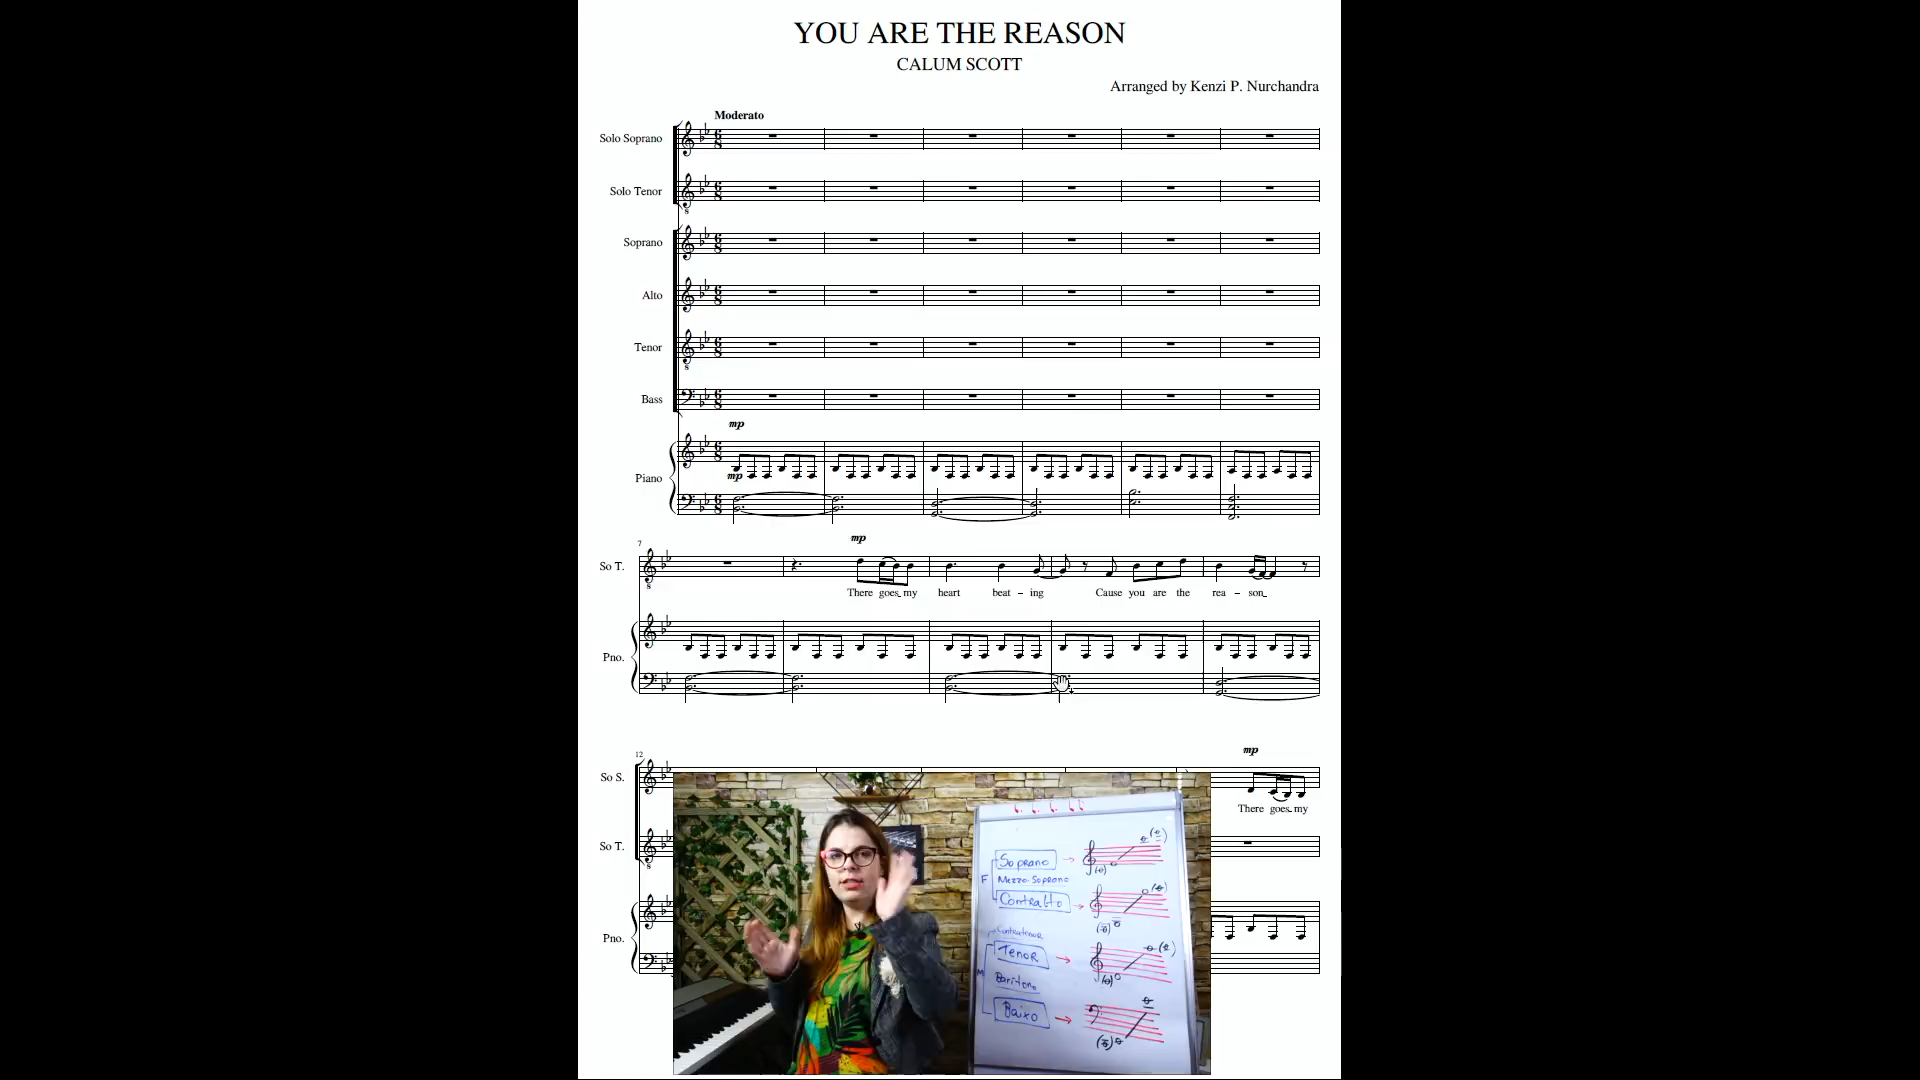 YOU ARE THE REASON
CALUM SCOTT
Arranged by Kenzi P. Nurchandra
Moderato
Solo Soprano
Solo Tenor
Soprano
Alto
Tenor
Bass
mp
mp
Piano
7
mp
So T.
There goes my heart beat - ing Cause you are the rea - son
Pno.
12
mp
So S.
There goes my
So T.
Pno.
Soprano
F
Mezzo-Soprano
Contralto
Contratenor
Tenor
M
Barítono
Baixo